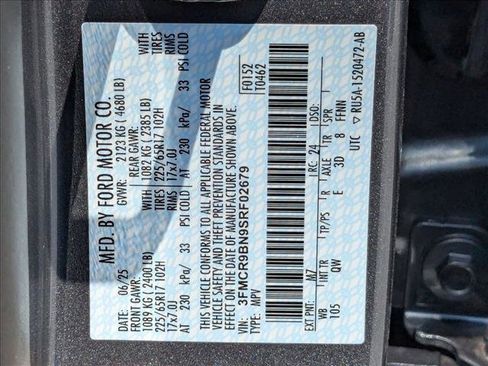 MFD. BY FORD MOTOR CO.
DATE: 06/25 GVWR: 2123 KG ( 4680 LB)
FRONT GAWR: REAR GAWR:
1089 KG ( 2400 LB) WITH 1082 KG ( 2385 LB) WITH
225/65R17 102H TIRES 225/65R17 102H TIRES
17x7.0J RIMS 17x7.0J RIMS
AT 230 kPa/ 33 PSI COLD AT 230 kPa/ 33 PSI COLD
THIS VEHICLE CONFORMS TO ALL APPLICABLE FEDERAL MOTOR
VEHICLE SAFETY AND THEFT PREVENTION STANDARDS IN
EFFECT ON THE DATE OF MANUFACTURE SHOWN ABOVE.
VIN: 3FMCR9BN9SRF02679
TYPE: MPV
F0152
T0462
EXT PNT: M7 RC: 24 DSO:
WB INT TR TP/PS R AXLE TR SPR
105 QW E 3D 8 FFNN
UTC ▽ RU5A-1520472-AB